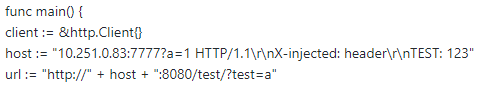 func main() {
client := &http.Client{}
host := "10.251.0.83:7777?a=1 HTTP/1.1\r\nX-injected: header\r\nTEST: 123"
url := "http://" + host + ":8080/test/?test=a"